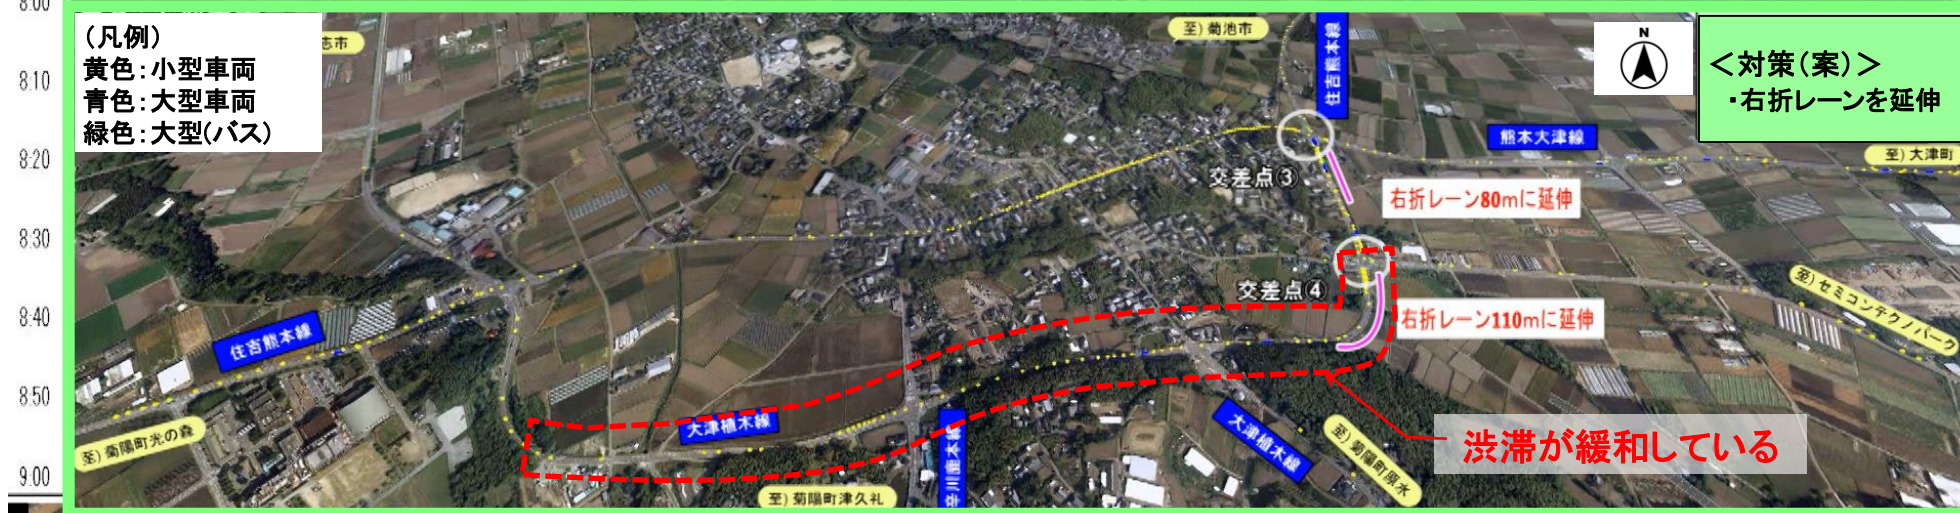 8:00
8:10
8:20
8:30
8:40
8:50
9:00
(凡例)
黄色:小型車両
青色:大型車両
緑色:大型(バス)
志市
至)菊池市
住吉熊本線
N
<対策(案)>
・右折レーンを延伸
熊本大津線
至)大津町
交差点③
右折レーン80mに延伸
交差点④
至)セミコンテクノパーク
右折レーン110mに延伸
住吉熊本線
大津植木線
大津植木線
至)菊陽町光の森
至)菊陽町津久礼
渋滞が緩和している